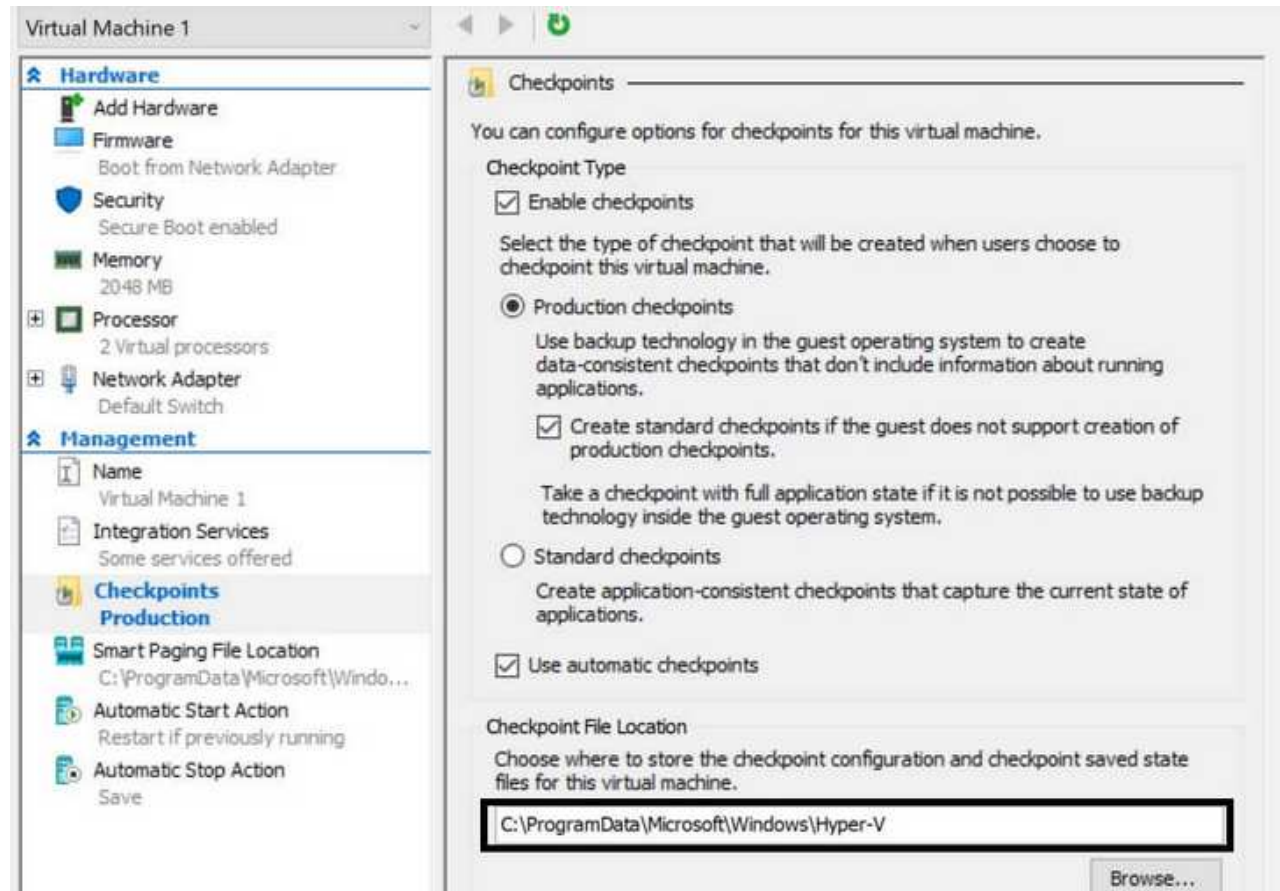 Virtual Machine 1
Hardware
Add Hardware
Firmware
Boot from Network Adapter
Security
Secure Boot enabled
Memory
2048 MB
Processor
2 Virtual processors
Network Adapter
Default Switch
Management
Name
Virtual Machine 1
Integration Services
Some services offered
Checkpoints
Production
Smart Paging File Location
C:\ProgramData\Microsoft\Windo...
Automatic Start Action
Restart if previously running
Automatic Stop Action
Save
Checkpoints
You can configure options for checkpoints for this virtual machine.
Checkpoint Type
Enable checkpoints
Select the type of checkpoint that will be created when users choose to
checkpoint this virtual machine.
Production checkpoints
Use backup technology in the guest operating system to create
data-consistent checkpoints that don't include information about running
applications.
Create standard checkpoints if the guest does not support creation of
production checkpoints.
Take a checkpoint with full application state if it is not possible to use backup
technology inside the guest operating system.
Standard checkpoints
Create application-consistent checkpoints that capture the current state of
applications.
Use automatic checkpoints
Checkpoint File Location
Choose where to store the checkpoint configuration and checkpoint saved state
files for this virtual machine.
C:\ProgramData\Microsoft\Windows\Hyper-V
Browse...